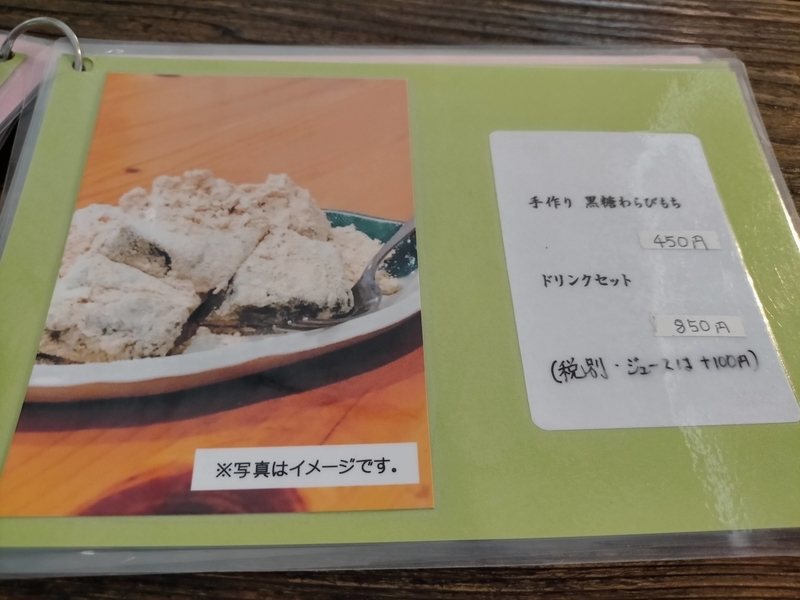 手作り 黒糖わらびもち
450円
ドリンクセット
850円
(税別・ジュースは+100円)
※写真はイメージです。